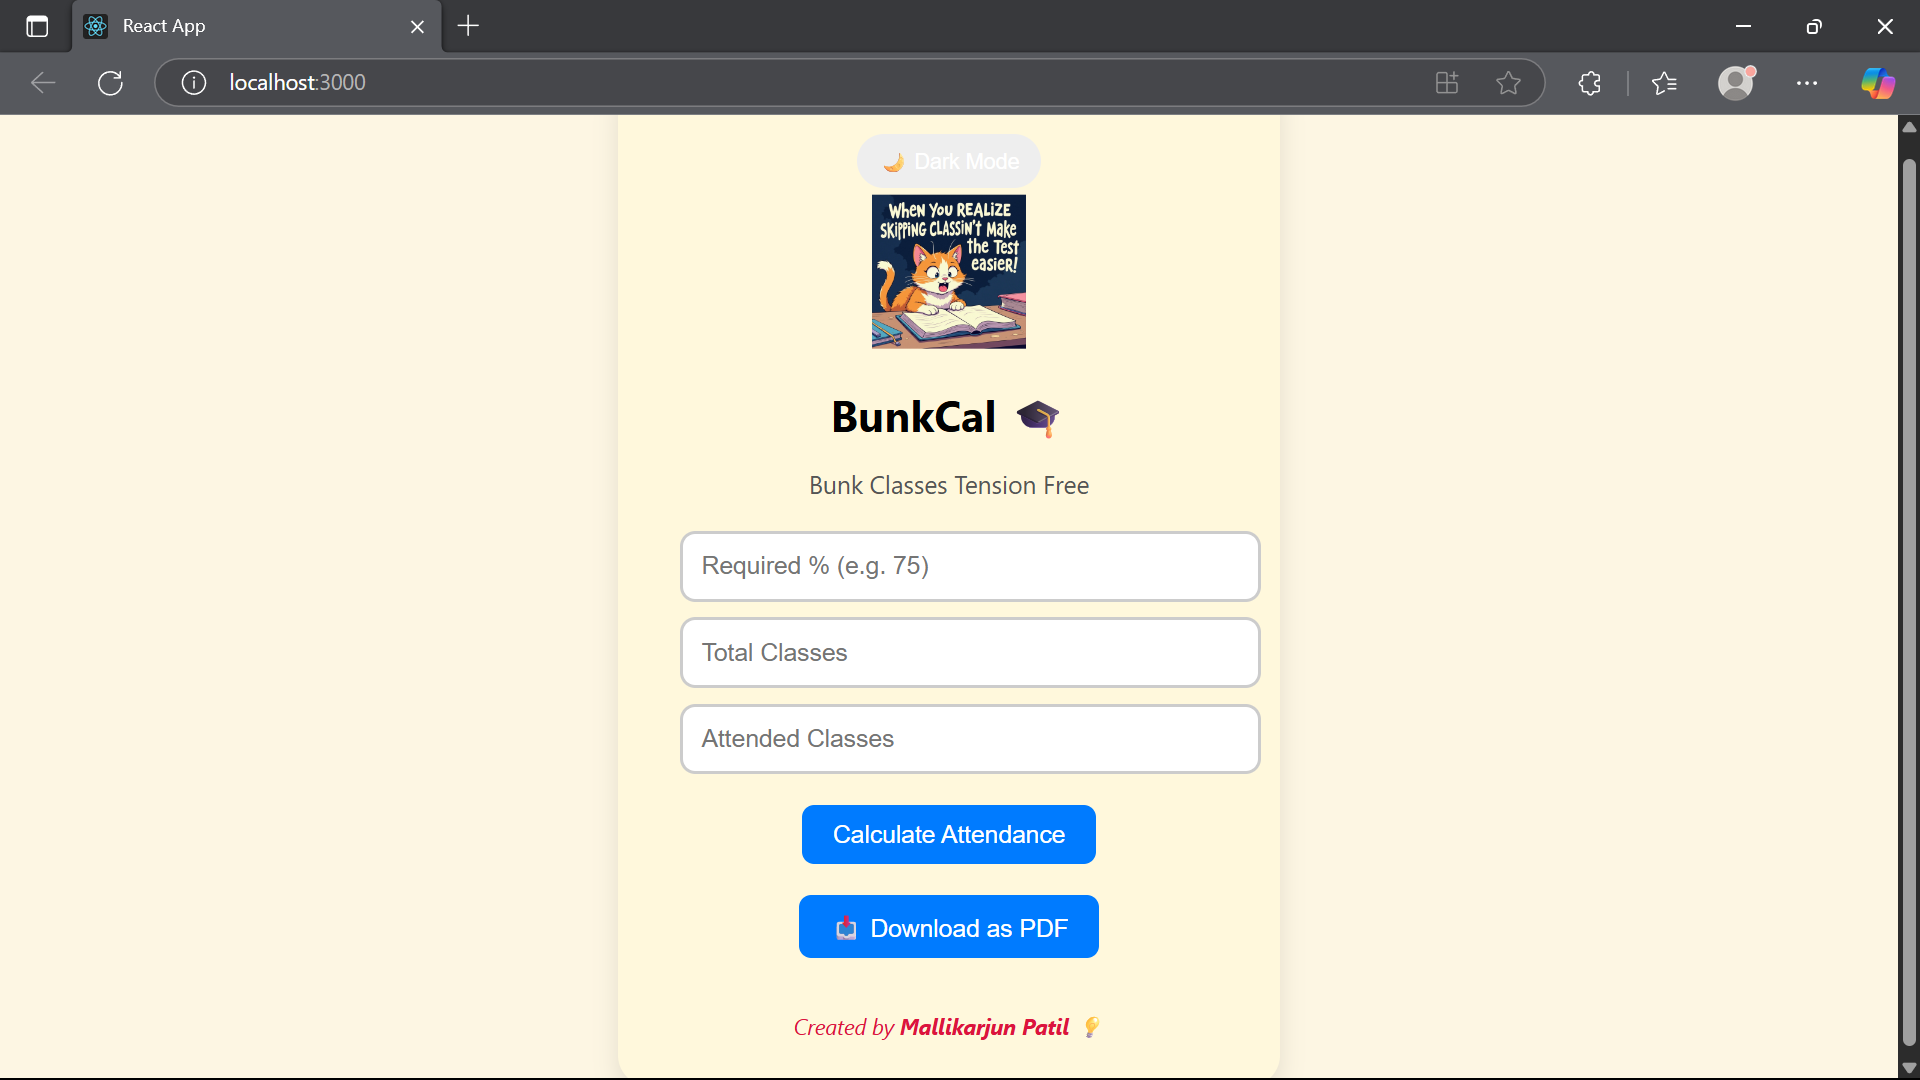 React App
localhost:3000
🌙 Dark Mode
WHEN YOU REALIZE
SKIPPING CLASSIN'T MAKE
THE TEST
EASIER!
BunkCal 🎓
Bunk Classes Tension Free
Required % (e.g. 75)
Total Classes
Attended Classes
Calculate Attendance
📥 Download as PDF
Created by Mallikarjun Patil 💡